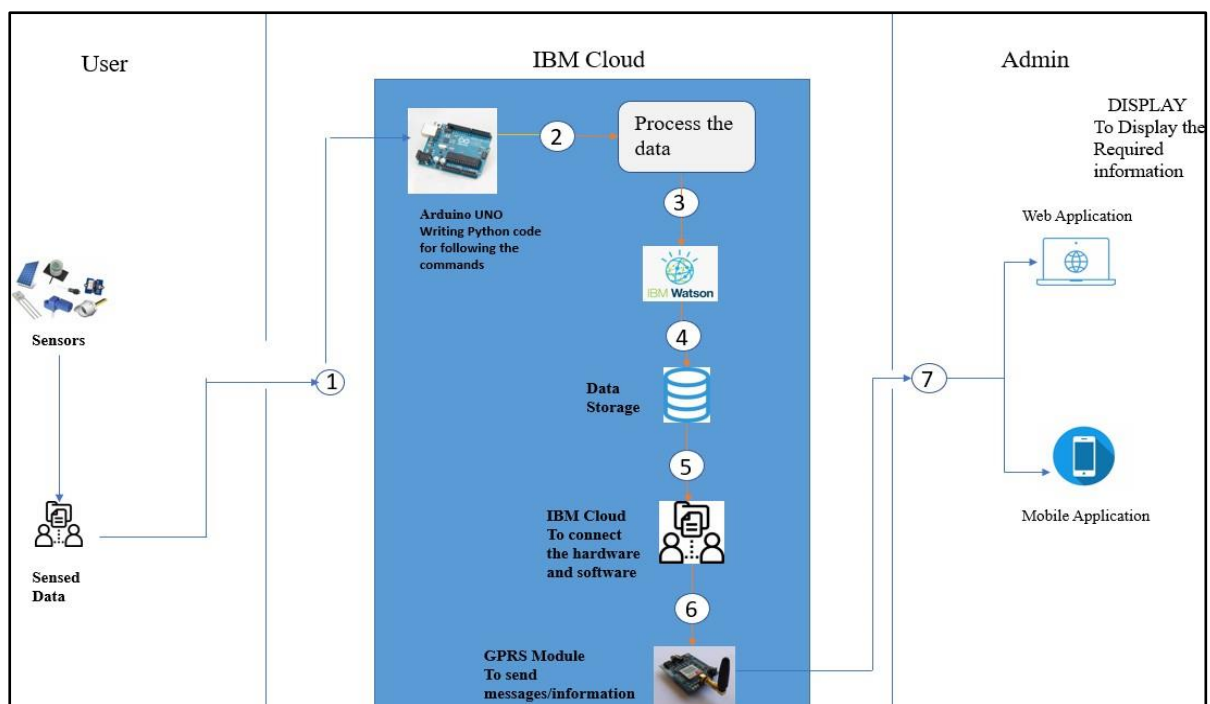 User
IBM Cloud
Admin
DISPLAY
To Display the
Required
information
2
Process the
data
3
Arduino UNO
Writing Python code
for following the
commands
Web Application
IBM Watson
Sensors
4
1
Data
Storage
7
5
IBM Cloud
To connect
the hardware
and software
Mobile Application
Sensed
Data
6
GPRS Module
To send
messages/information